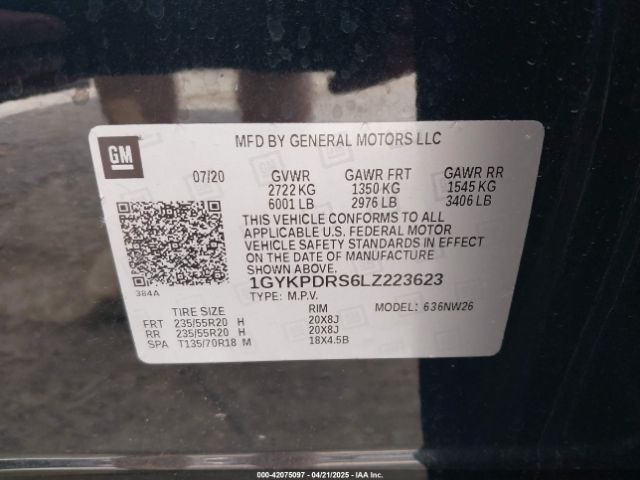 GM
MFD BY GENERAL MOTORS LLC
07/20 GVWR GAWR FRT GAWR RR
2722 KG 1350 KG 1545 KG
6001 LB 2976 LB 3406 LB
THIS VEHICLE CONFORMS TO ALL
APPLICABLE U.S. FEDERAL MOTOR
VEHICLE SAFETY STANDARDS IN EFFECT
ON THE DATE OF MANUFACTURE
SHOWN ABOVE.
1GYKPDRS6LZ223623
384A
TYPE: M.P.V.
MODEL: 636NW26
TIRE SIZE RIM
FRT 235/55R20 H 20X8J
RR 235/55R20 H 20X8J
SPA T135/70R18 M 18X4.5B
000-42075097 - 04/21/2025 - IAAI.COM